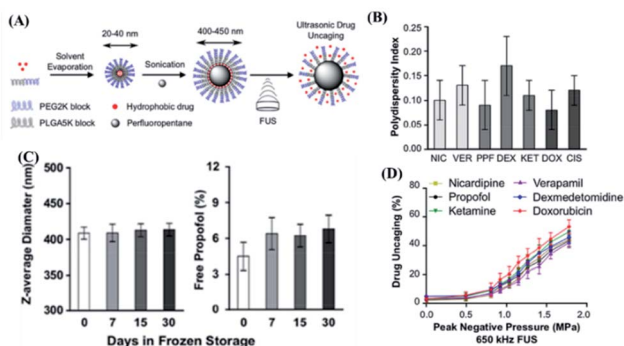 (A)
20-40 nm
400-450 nm
Ultrasonic Drug
Uncaging
Solvent
Evaporation
Sonication
FUS
PEG2K block
Hydrophobic drug
PLGA5K block
Perfluoropentane
(B)
Polydispersity Index
0.25
0.20
0.15
0.10
0.05
0.00
NIC VER PPF DEX KET DOX CIS
(C)
Z-average Diamater (nm)
500
450
400
350
300
0 7 15 30
Free Propofol (%)
12
9
6
3
0
0 7 15 30
Days in Frozen Storage
(D)
Nicardipine
Verapamil
Propofol
Dexmedetomidine
Ketamine
Doxorubicin
Drug Uncaging (%)
80
60
40
20
0
0.0 0.5 1.0 1.5 2.0
Peak Negative Pressure (MPa)
650 kHz FUS